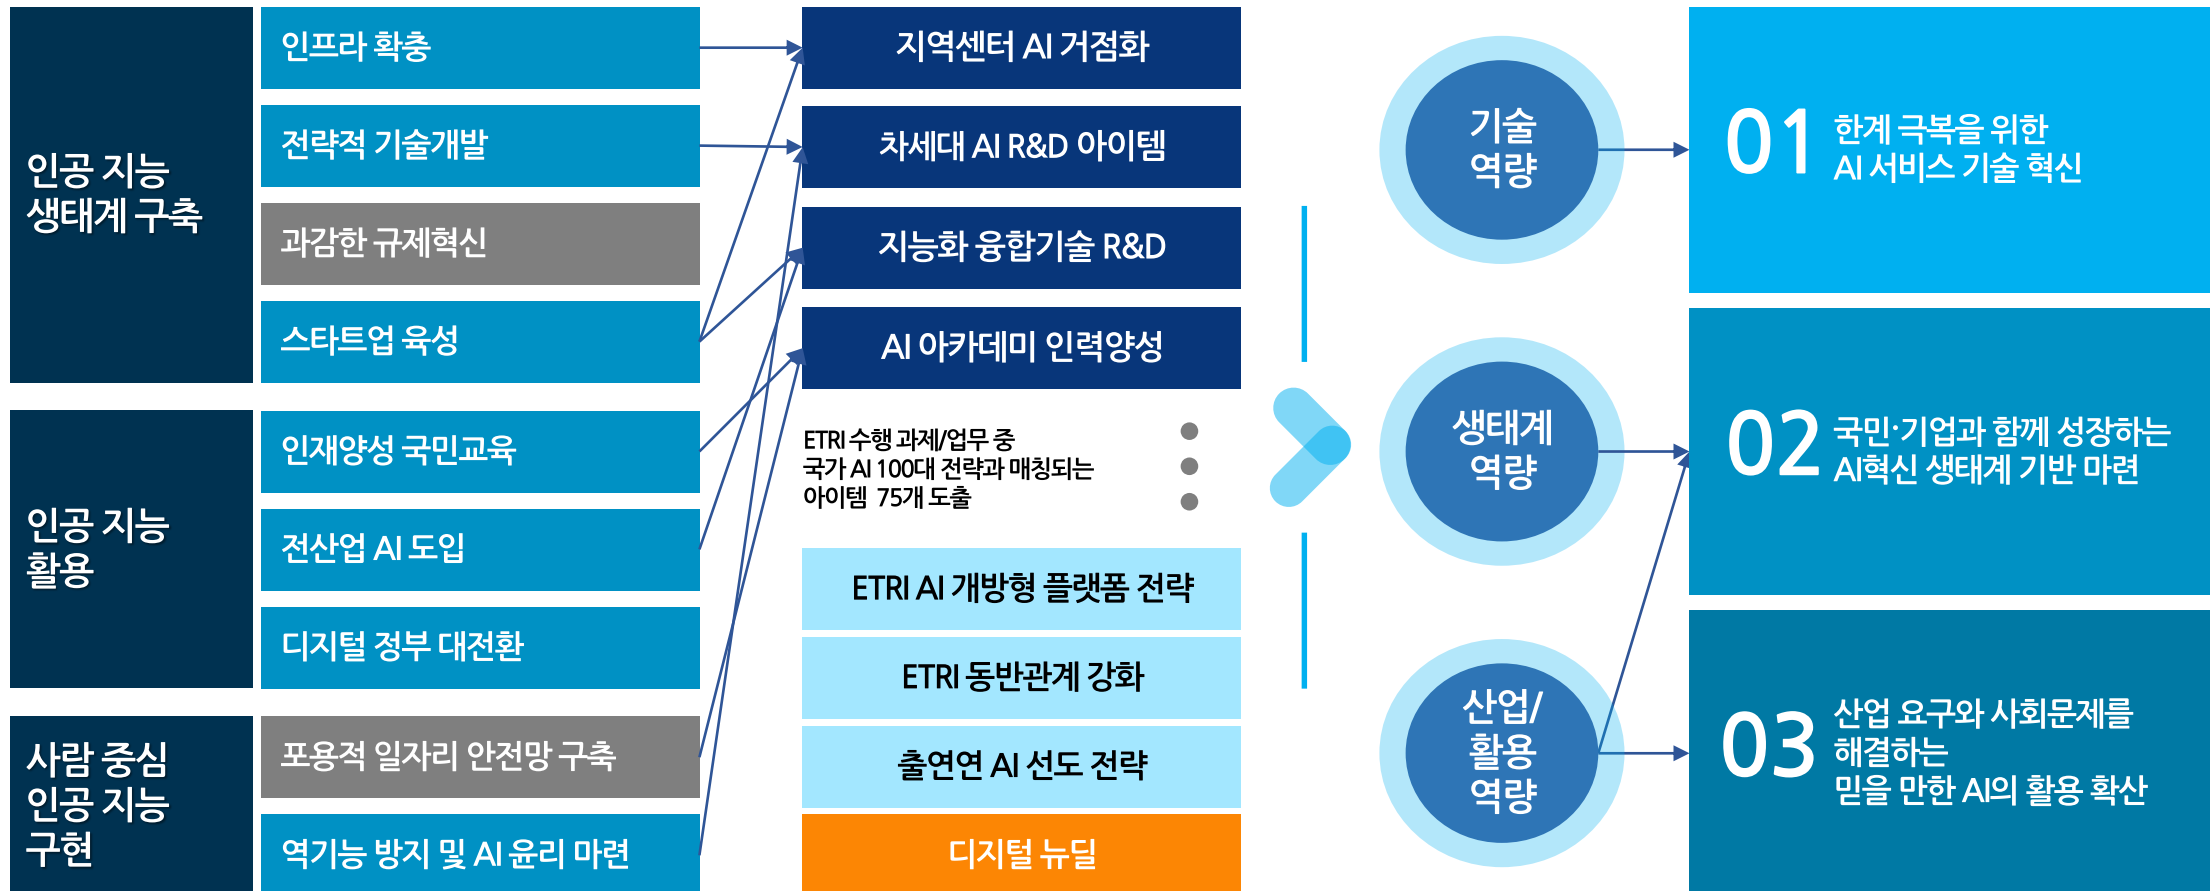 인공 지능
생태계 구축
인프라 확충
전략적 기술개발
과감한 규제혁신
스타트업 육성
인공 지능
활용
인재양성 국민교육
전산업 AI 도입
디지털 정부 대전환
사람 중심
인공 지능
구현
포용적 일자리 안전망 구축
역기능 방지 및 AI 윤리 마련
지역센터 AI 거점화
차세대 AI R&D 아이템
지능화 융합기술 R&D
AI 아카데미 인력양성
ETRI 수행 과제/업무 중
국가 AI 100대 전략과 매칭되는
아이템 75개 도출
ETRI AI 개방형 플랫폼 전략
ETRI 동반관계 강화
출연연 AI 선도 전략
디지털 뉴딜
기술
역량
생태계
역량
산업/
활용
역량
01 한계 극복을 위한
AI 서비스 기술 혁신
02 국민·기업과 함께 성장하는
AI혁신 생태계 기반 마련
03 산업 요구와 사회문제를
해결하는
믿을 만한 AI의 활용 확산